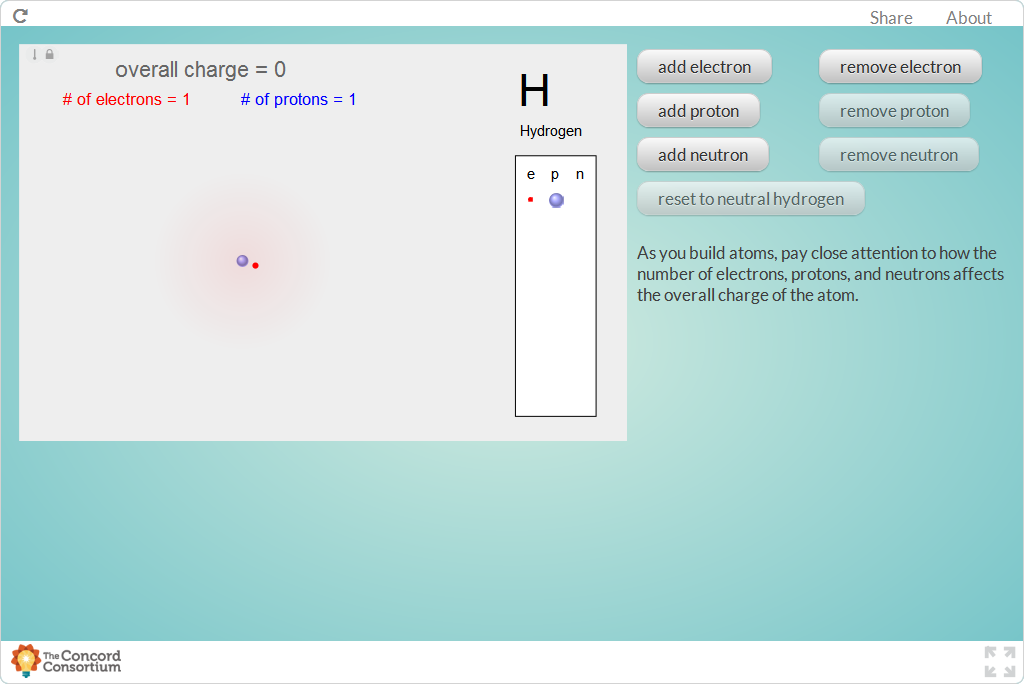 Share About
overall charge = 0
# of electrons = 1 # of protons = 1
H
Hydrogen
e p n
add electron remove electron
add proton remove proton
add neutron remove neutron
reset to neutral hydrogen
As you build atoms, pay close attention to how the
number of electrons, protons, and neutrons affects
the overall charge of the atom.
The Concord
Consortium